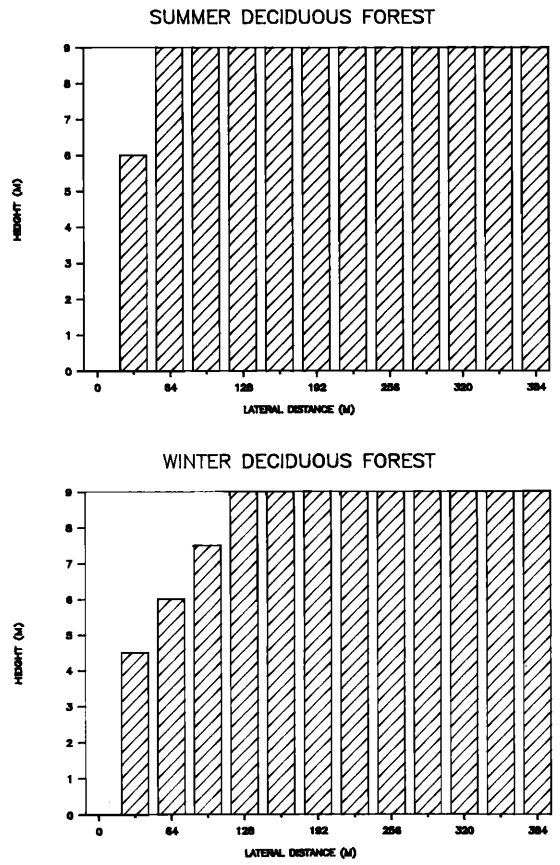 SUMMER DECIDUOUS FOREST
9
8
7
6
5
4
3
2
1
0
HEIGHT (M)
0 64 128 192 256 320 384
LATERAL DISTANCE (M)
WINTER DECIDUOUS FOREST
9
8
7
6
5
4
3
2
1
0
HEIGHT (M)
0 64 128 192 256 320 384
LATERAL DISTANCE (M)